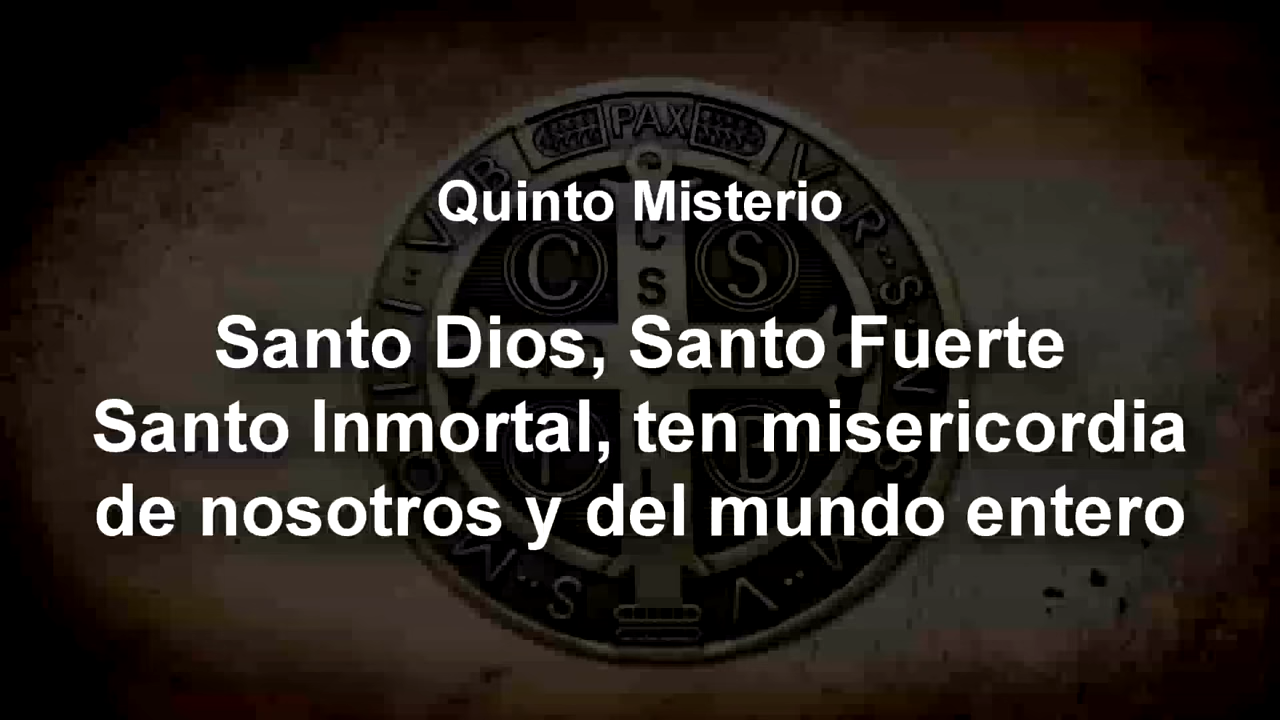 Quinto Misterio
Santo Dios, Santo Fuerte
Santo Inmortal, ten misericordia
de nosotros y del mundo entero
PAX
C S
S
B